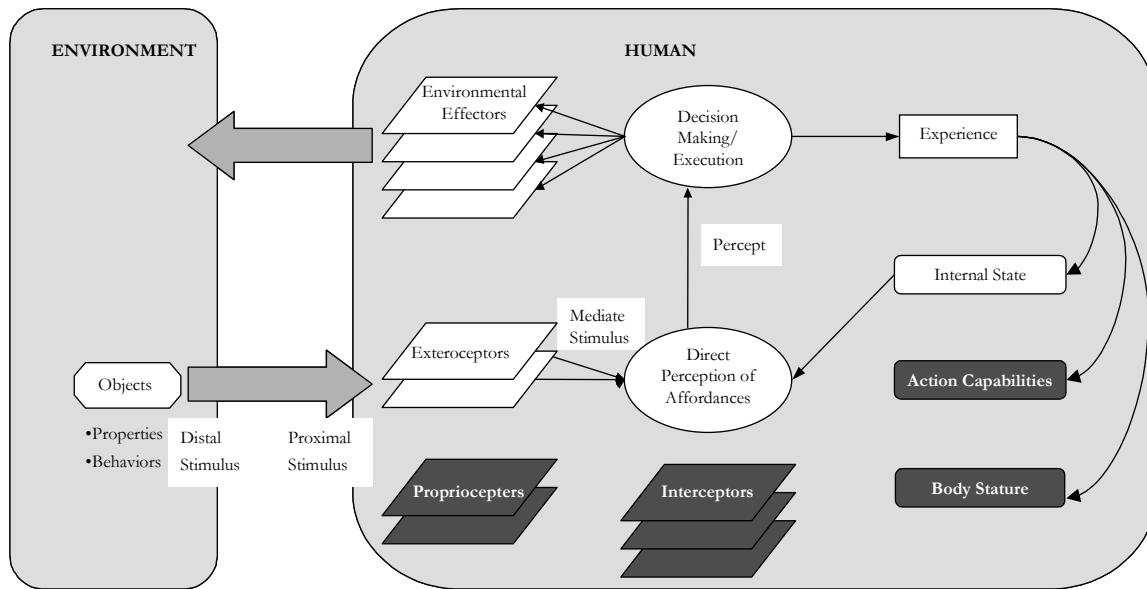 ENVIRONMENT
HUMAN
Environmental
Effectors
Decision
Making/
Execution
Experience
Percept
Internal State
Mediate
Stimulus
Exteroceptors
Direct
Perception of
Affordances
Objects
Action Capabilities
•Properties
•Behaviors
Distal
Stimulus
Proximal
Stimulus
Propriocepters
Interceptors
Body Stature